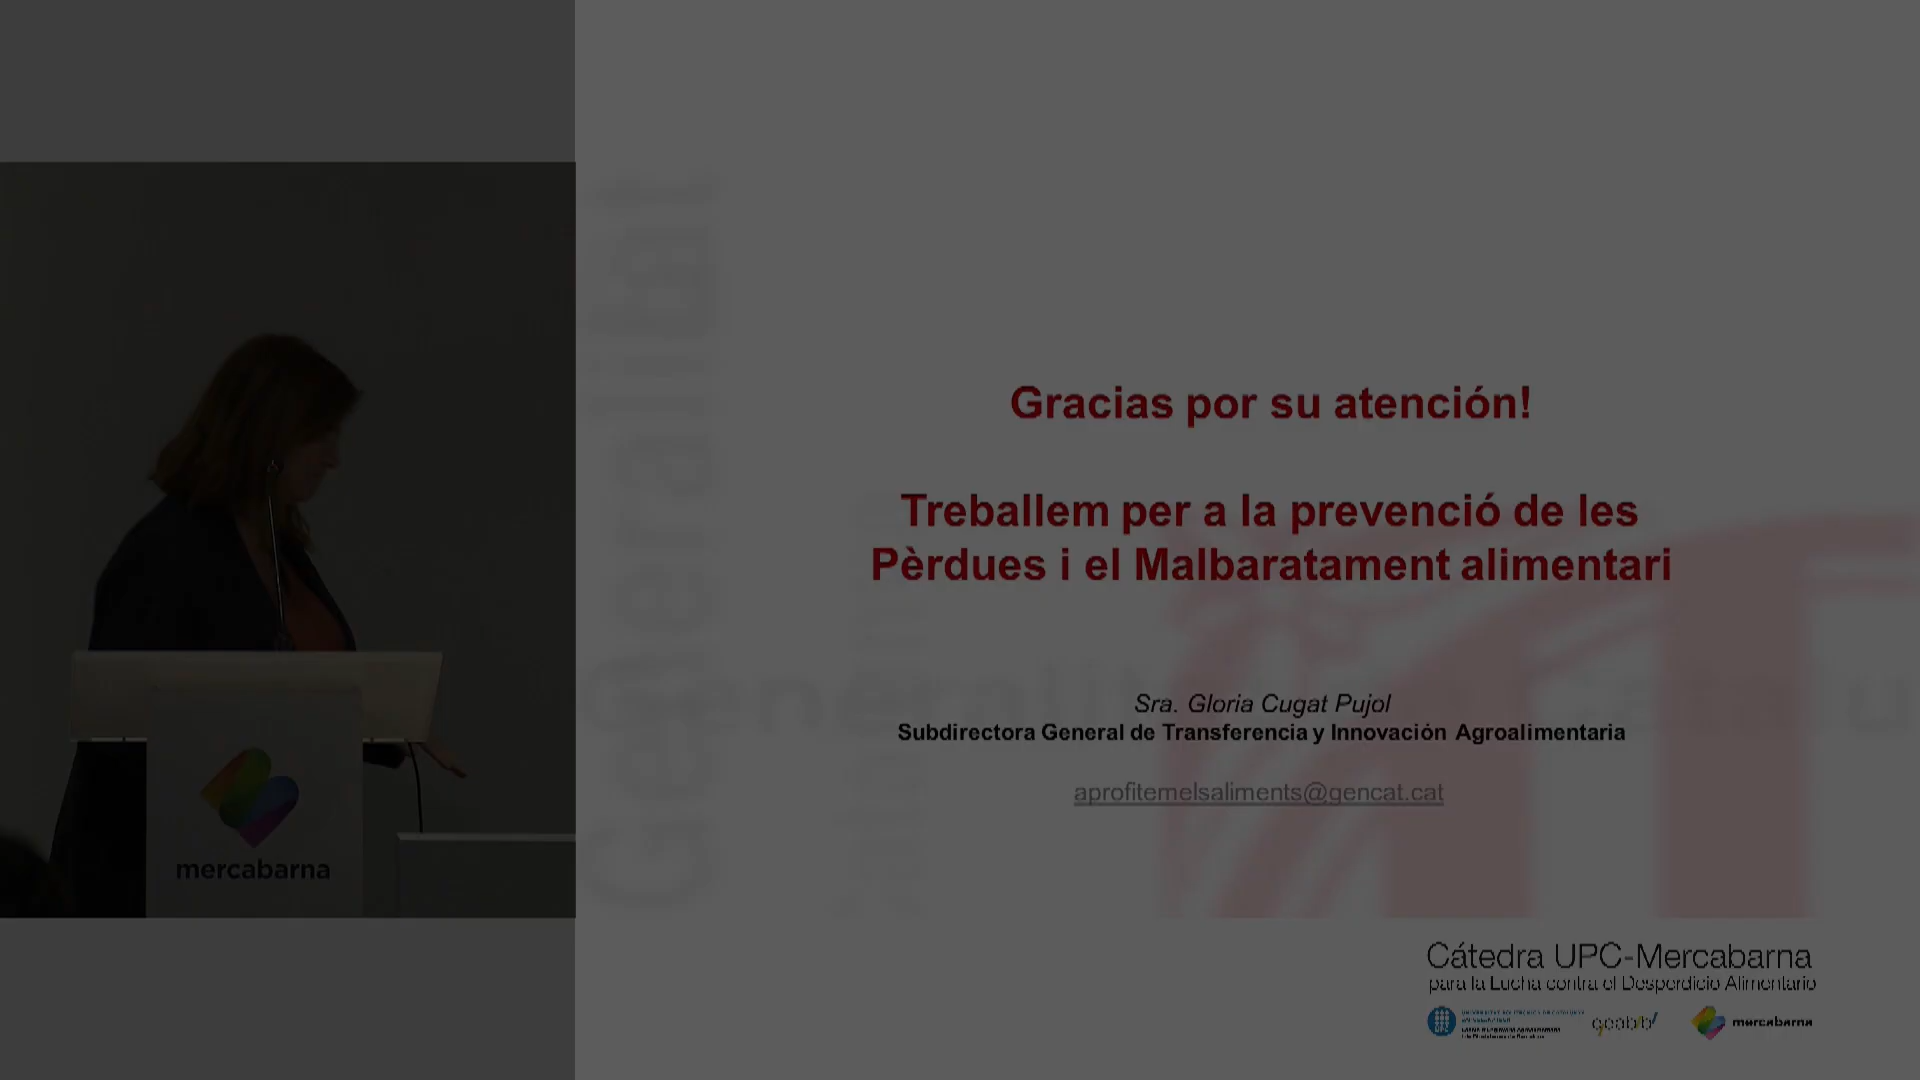 Generalitat
Gracias por su atención!
Treballem per a la prevenció de les
Pèrdues i el Malbaratament alimentari
Sra. Gloria Cugat Pujol
Subdirectora General de Transferencia y Innovación Agroalimentaria
aprofitemelsaliments@gencat.cat
mercabarna
Cátedra UPC-Mercabarna
para la Lucha contra el Desperdicio Alimentario
UPC
mercabarna